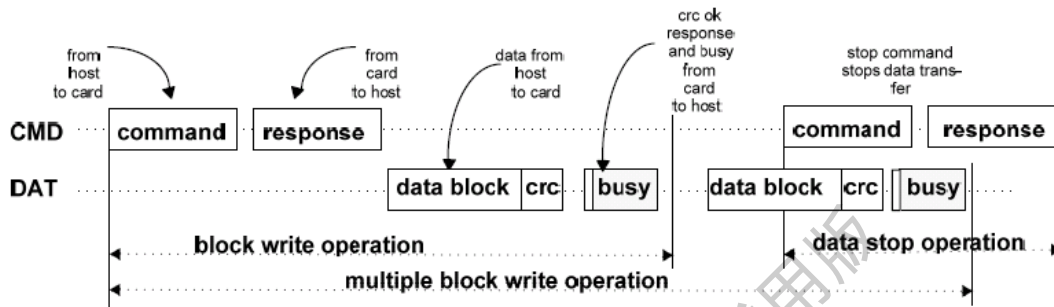 from
host
to card
from
card
to host
data from
host
to card
crc ok
response
and busy
from
card
to host
stop command
stops data trans-
fer
CMD
command
response
command
response
DAT
data block
crc
busy
data block
crc
busy
block write operation
data stop operation
multiple block write operation
用版